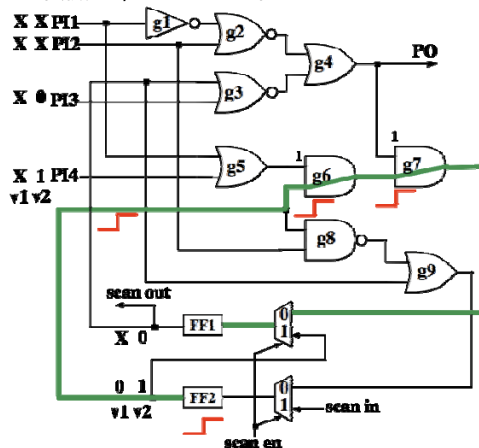 X X PI1
g1
X X PI2
g2
g4
PO
X 0 PI3
g3
1
1
g5
g6
g7
X 1 PI4
v1 v2
g8
g9
scan out
0
FF1
1
X 0
0 1
0
v1 v2
FF2
1
scan in
scan en